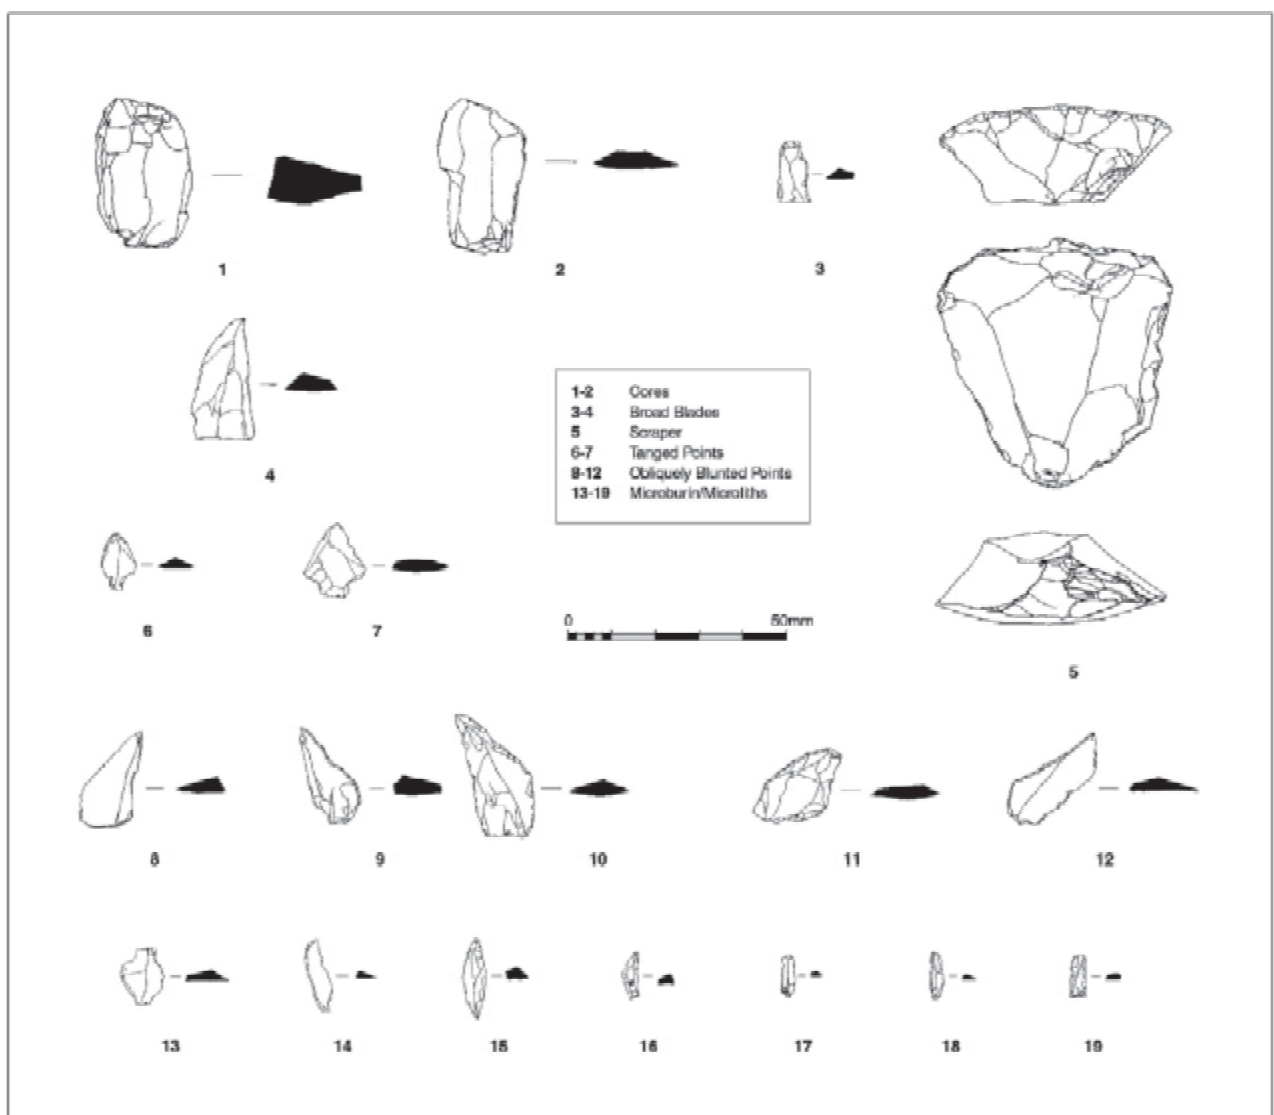 1
2
3
4
1-2 Cores
3-4 Broad Blades
5 Scraper
6-7 Tanged Points
8-12 Obliquely Blunted Points
13-19 Microburin/Microliths
6
7
0 50mm
5
8
9
10
11
12
13
14
15
16
17
18
19